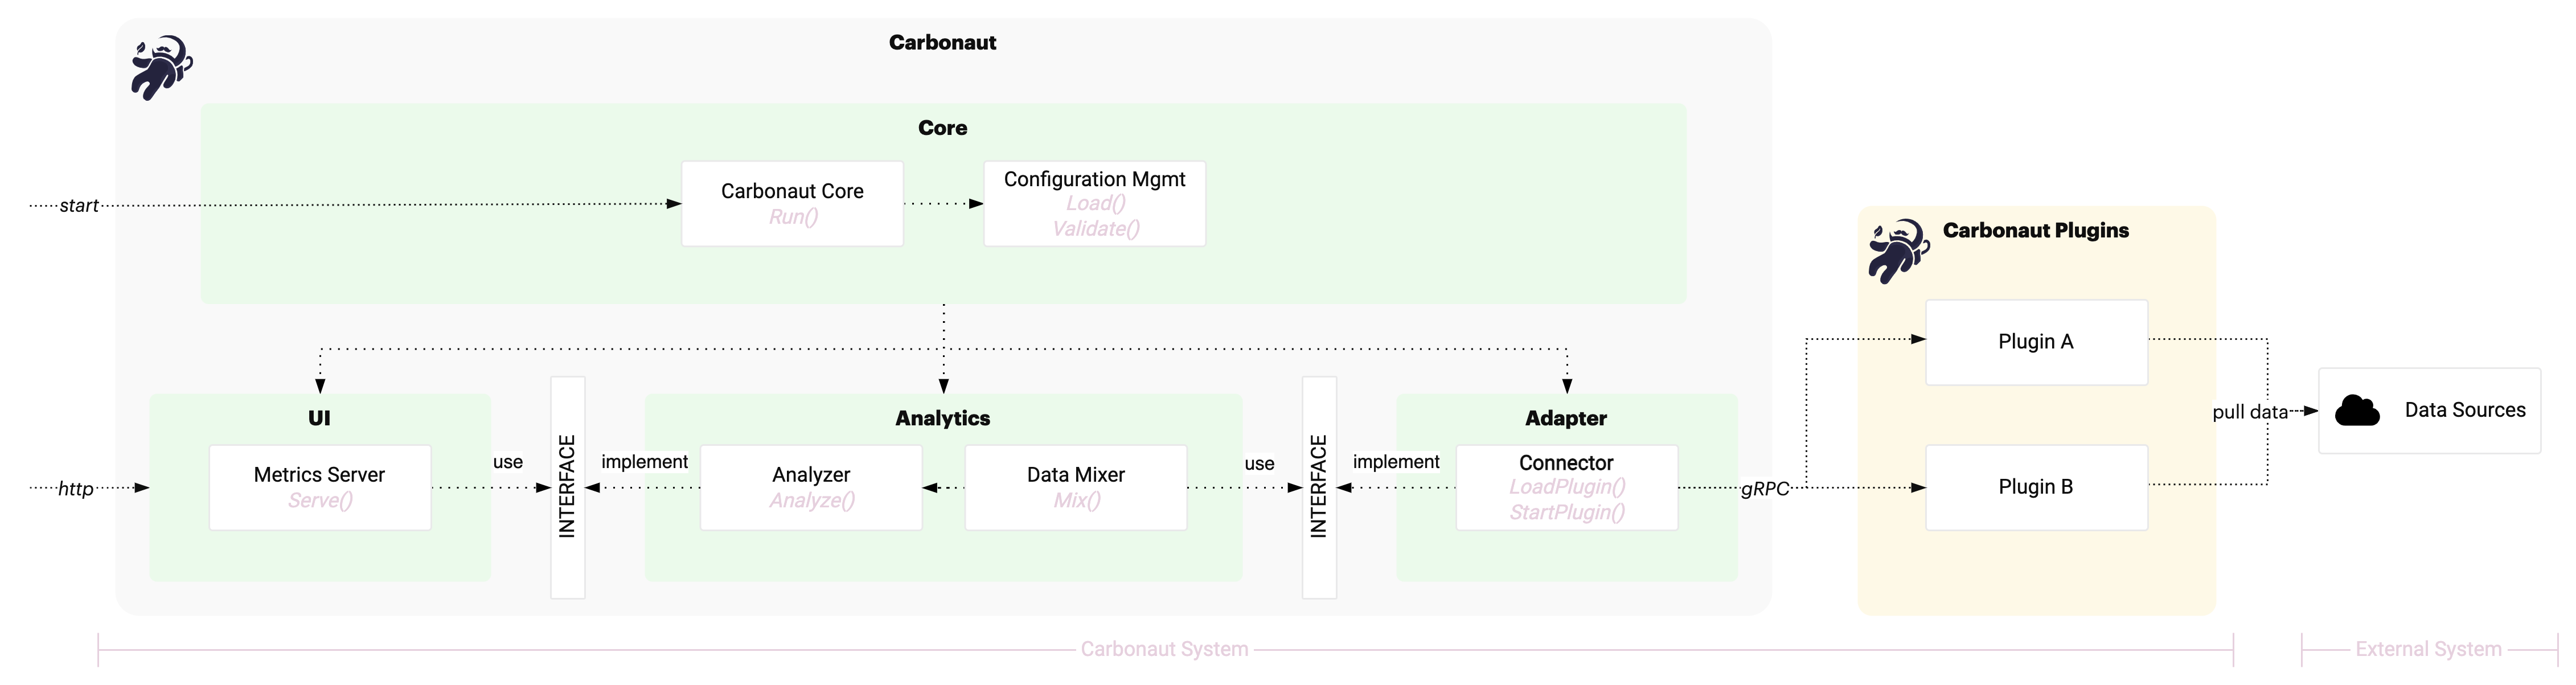 Carbonaut
Core
start
Carbonaut Core
Run()
Configuration Mgmt
Load()
Validate()
UI
Metrics Server
Serve()
http
use
INTERFACE
implement
Analytics
Analyzer
Analyze()
Data Mixer
Mix()
use
INTERFACE
implement
Adapter
Connector
LoadPlugin()
StartPlugin()
gRPC
Carbonaut Plugins
Plugin A
Plugin B
pull data
Data Sources
Carbonaut System
External System